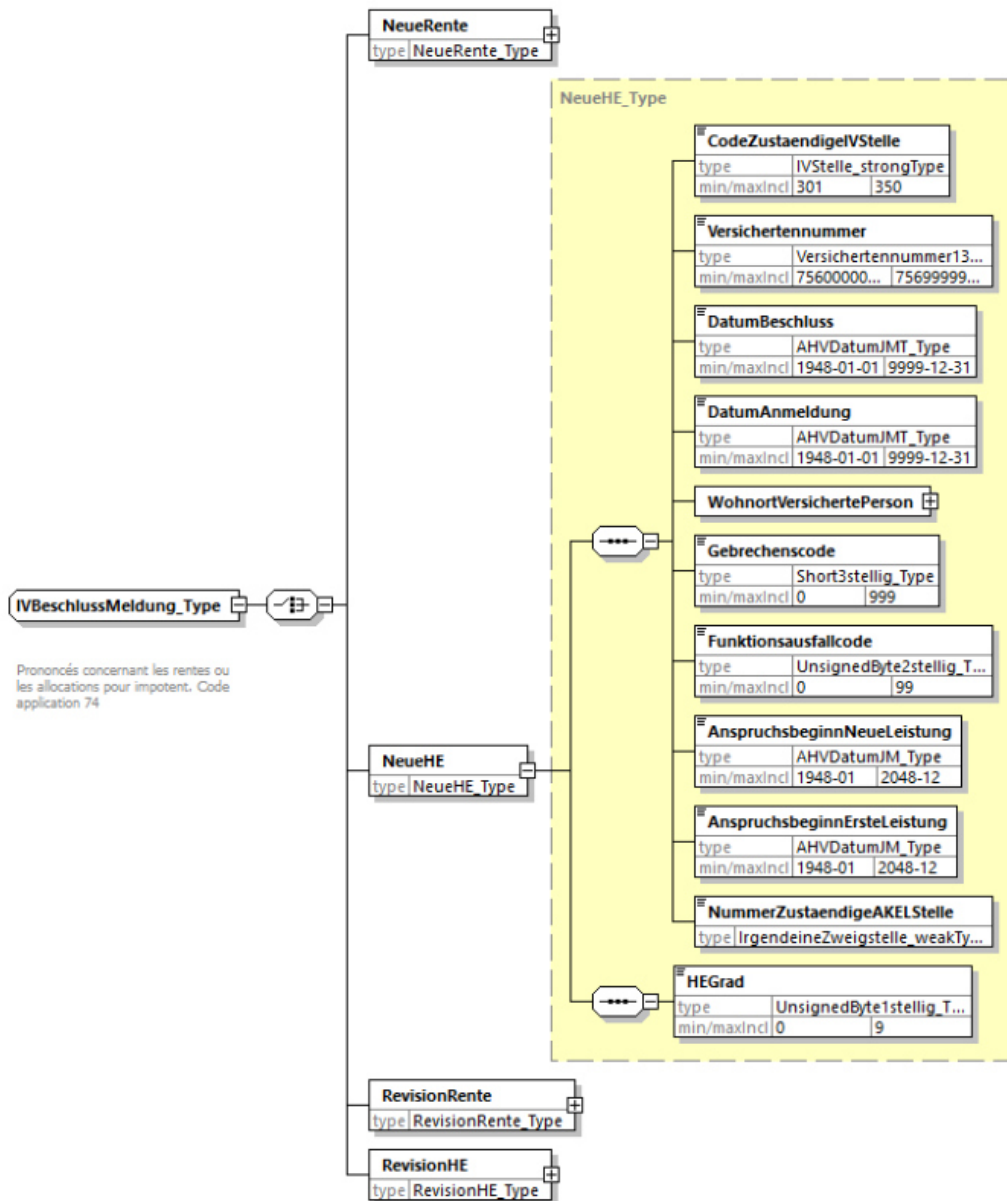 NeueRente
type NeueRente_Type
NeueHE_Type
CodeZustaendigeIVStelle
type IVStelle_strongType
min/maxIncl 301 350
Versichertennummer
type Versichertennummer13...
min/maxIncl 75600000... 75699999...
DatumBeschluss
type AHVDatumJMT_Type
min/maxIncl 1948-01-01 9999-12-31
DatumAnmeldung
type AHVDatumJMT_Type
min/maxIncl 1948-01-01 9999-12-31
WohnortVersichertePerson
Gebrechenscode
type Short3stellig_Type
min/maxIncl 0 999
IVBeschlussMeldung_Type
Prononcés concernant les rentes ou
les allocations pour impotent. Code
application 74
Funktionsausfallcode
type UnsignedByte2stellig_T...
min/maxIncl 0 99
AnspruchsbeginnNeueLeistung
type AHVDatumJM_Type
min/maxIncl 1948-01 2048-12
NeueHE
type NeueHE_Type
AnspruchsbeginnErsteLeistung
type AHVDatumJM_Type
min/maxIncl 1948-01 2048-12
NummerZustaendigeAKELStelle
type IrgendeineZweigstelle_weakTy...
HEGrad
type UnsignedByte1stellig_T...
min/maxIncl 0 9
RevisionRente
type RevisionRente_Type
RevisionHE
type RevisionHE_Type